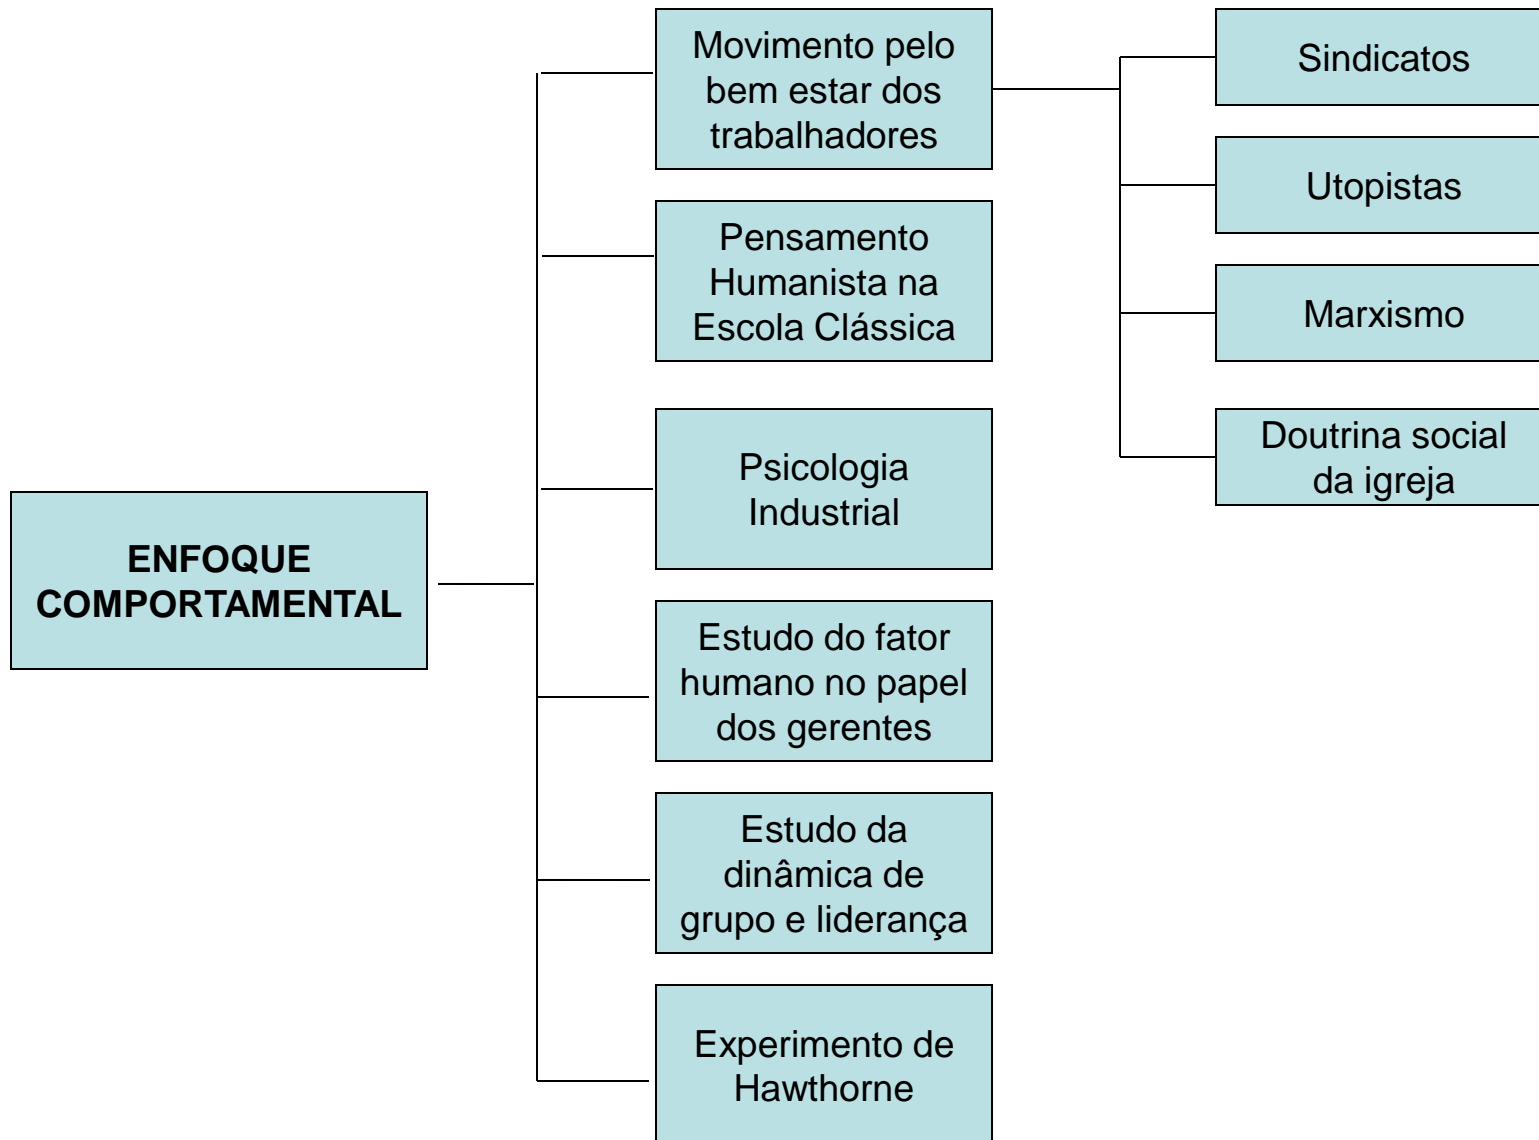 ENFOQUE
COMPORTAMENTAL
Movimento pelo
bem estar dos
trabalhadores
Pensamento
Humanista na
Escola Clássica
Psicologia
Industrial
Estudo do fator
humano no papel
dos gerentes
Estudo da
dinâmica de
grupo e liderança
Experimento de
Hawthorne
Sindicatos
Utopistas
Marxismo
Doutrina social
da igreja